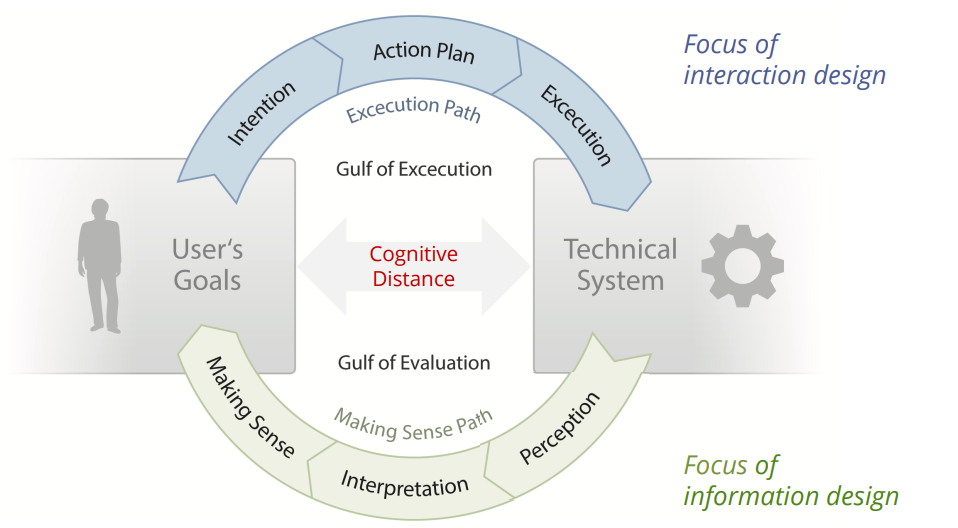 Focus of
interaction design
Action Plan
Intention
Excecution
Excecution Path
Gulf of Excecution
User's
Goals
Cognitive
Distance
Technical
System
Gulf of Evaluation
Making Sense Path
Making Sense
Interpretation
Perception
Focus of
information design